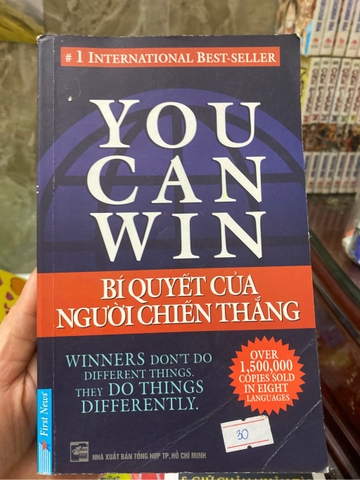 # 1 INTERNATIONAL BEST-SELLER
YOU
CAN
WIN
BÍ QUYẾT CỦA
NGƯỜI CHIẾN THẮNG
WINNERS DON'T DO
DIFFERENT THINGS.
THEY DO THINGS
DIFFERENTLY.
OVER
1,500,000
COPIES SOLD
IN EIGHT
LANGUAGES
30
First News
NHÀ XUẤT BẢN TỔNG HỢP TP. HỒ CHÍ MINH